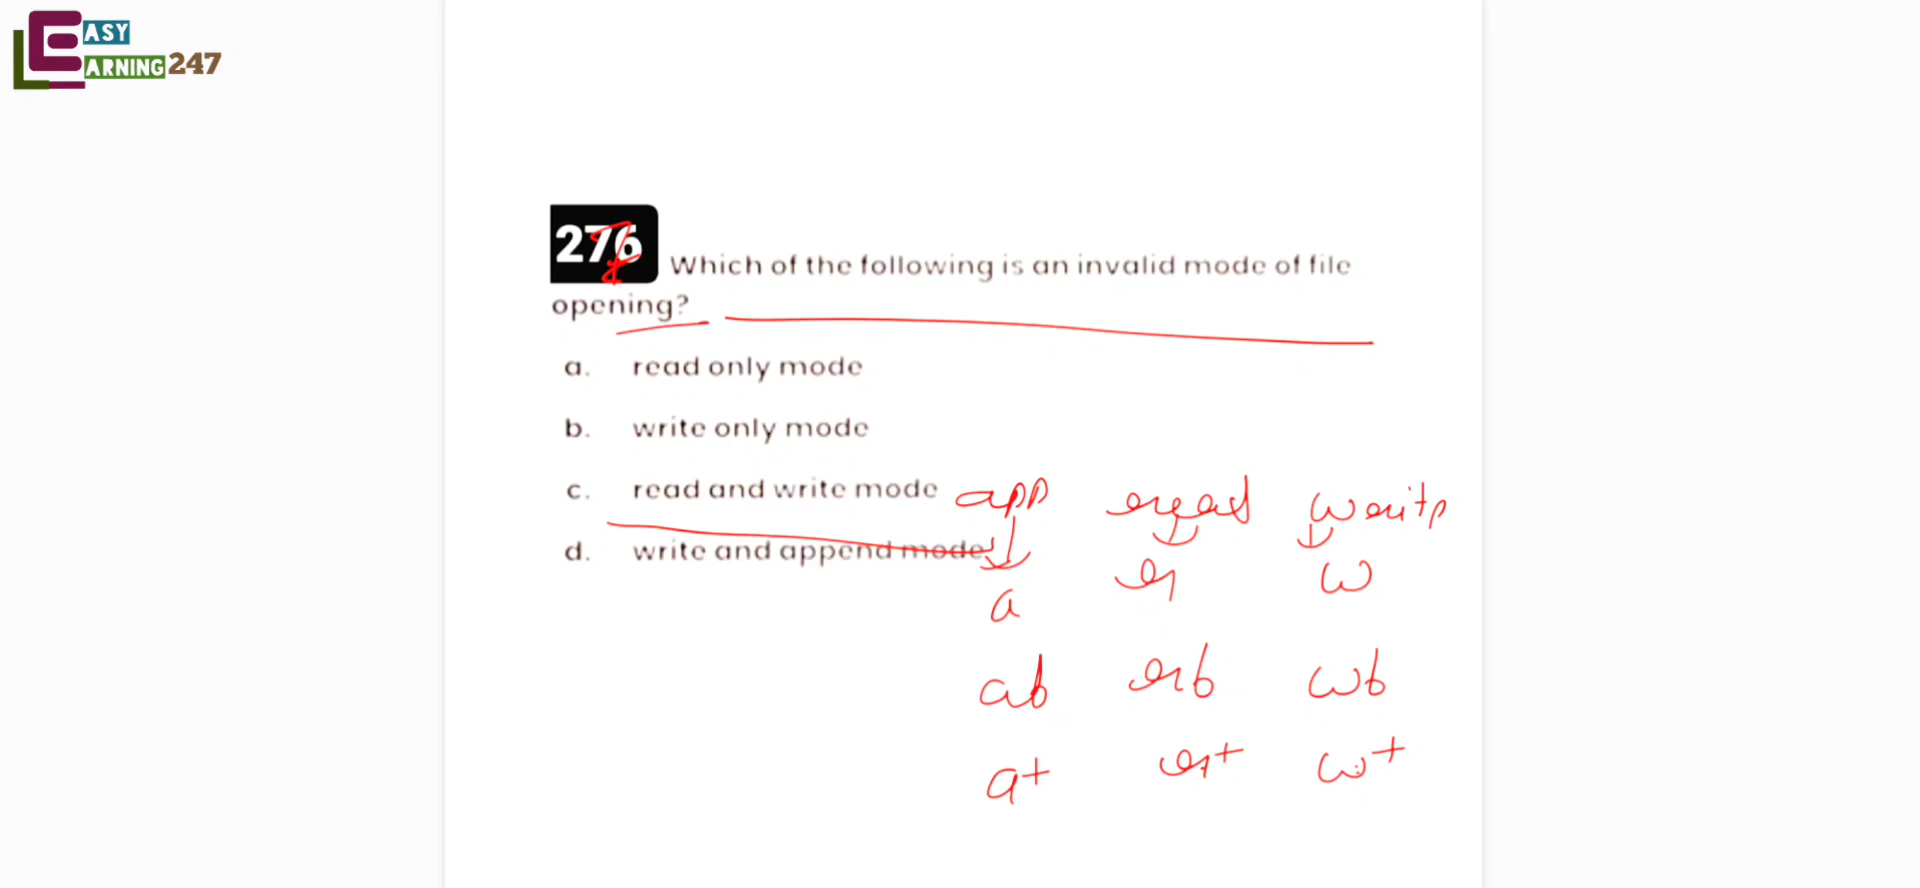 EASY
LEARNING247
276 Which of the following is an invalid mode of file
opening?
a. read only mode
b. write only mode
c. read and write mode
d. write and append mode
app read write
a r w
ab rb wb
a+ r+ w+